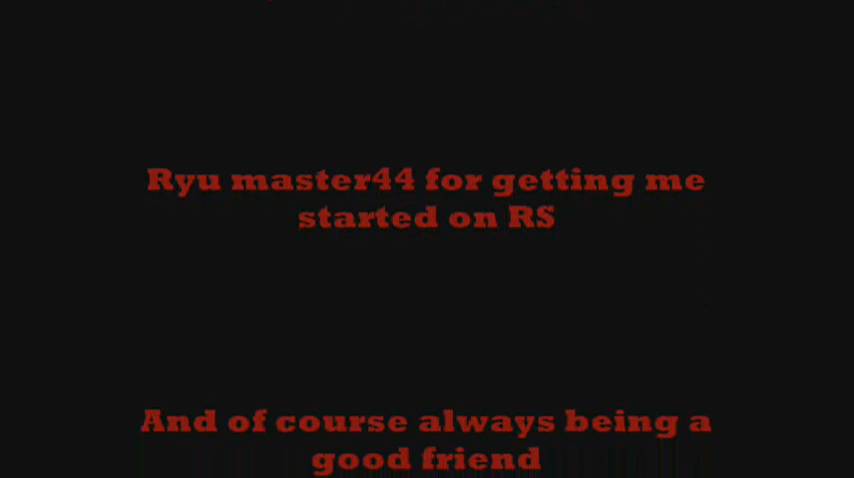 Ryu master44 for getting me
started on RS
And of course always being a
good friend